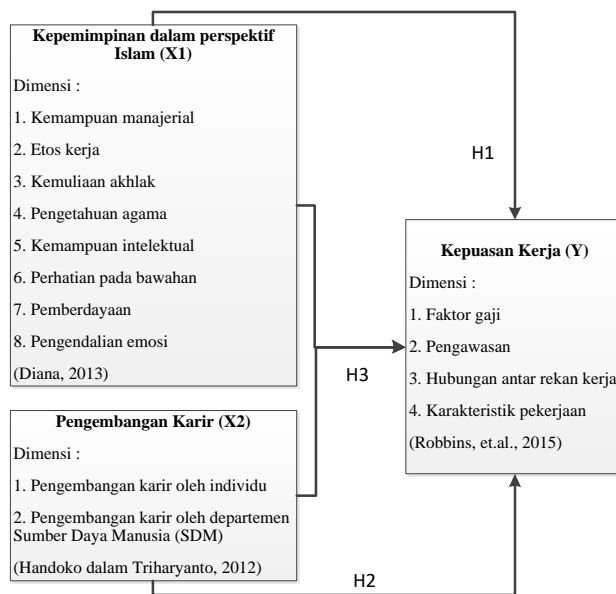 Kepemimpinan dalam perspektif
Islam (X1)
Dimensi :
1. Kemampuan manajerial
2. Etos kerja
3. Kemuliaan akhlak
4. Pengetahuan agama
5. Kemampuan intelektual
6. Perhatian pada bawahan
7. Pemberdayaan
8. Pengendalian emosi
(Diana, 2013)
Pengembangan Karir (X2)
Dimensi :
1. Pengembangan karir oleh individu
2. Pengembangan karir oleh departemen
Sumber Daya Manusia (SDM)
(Handoko dalam Triharyanto, 2012)
H1
H3
H2
Kepuasan Kerja (Y)
Dimensi :
1. Faktor gaji
2. Pengawasan
3. Hubungan antar rekan kerja
4. Karakteristik pekerjaan
(Robbins, et.al., 2015)